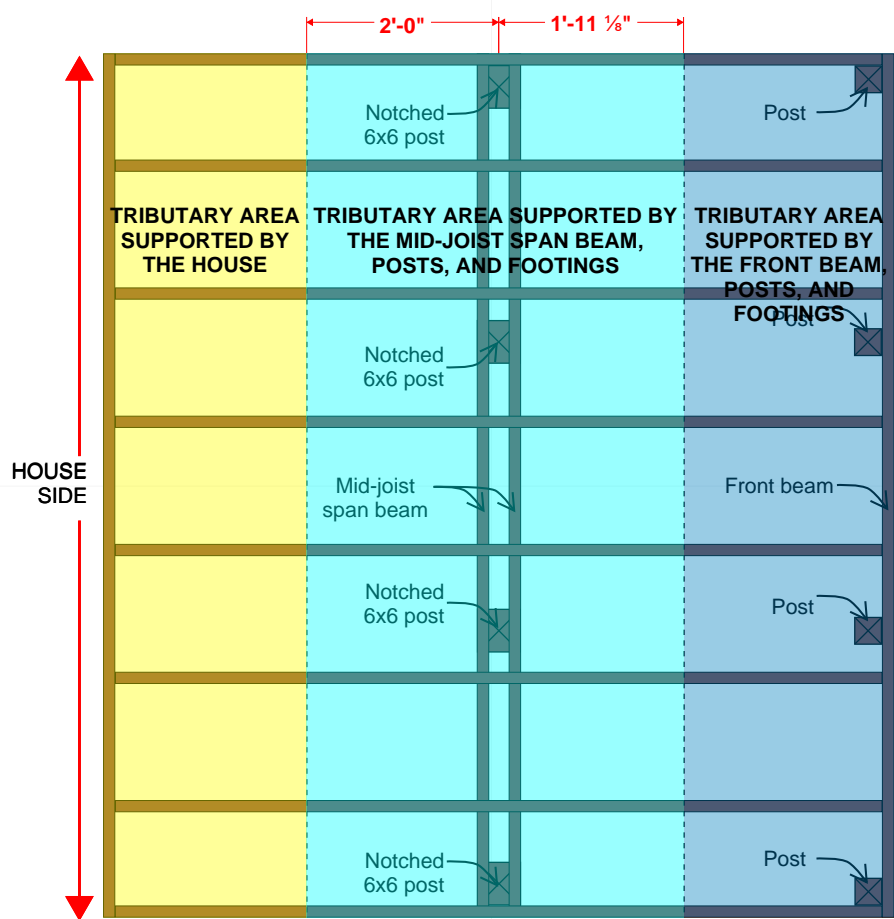 2'-0"
1'-11 ⅛"
Notched
6x6 post
Post
TRIBUTARY AREA
SUPPORTED BY
THE HOUSE
TRIBUTARY AREA SUPPORTED BY
THE MID-JOIST SPAN BEAM,
POSTS, AND FOOTINGS
TRIBUTARY AREA
SUPPORTED BY
THE FRONT BEAM,
POSTS, AND
FOOTINGS
Post
Notched
6x6 post
HOUSE
SIDE
Mid-joist
span beam
Front beam
Notched
6x6 post
Post
Notched
6x6 post
Post